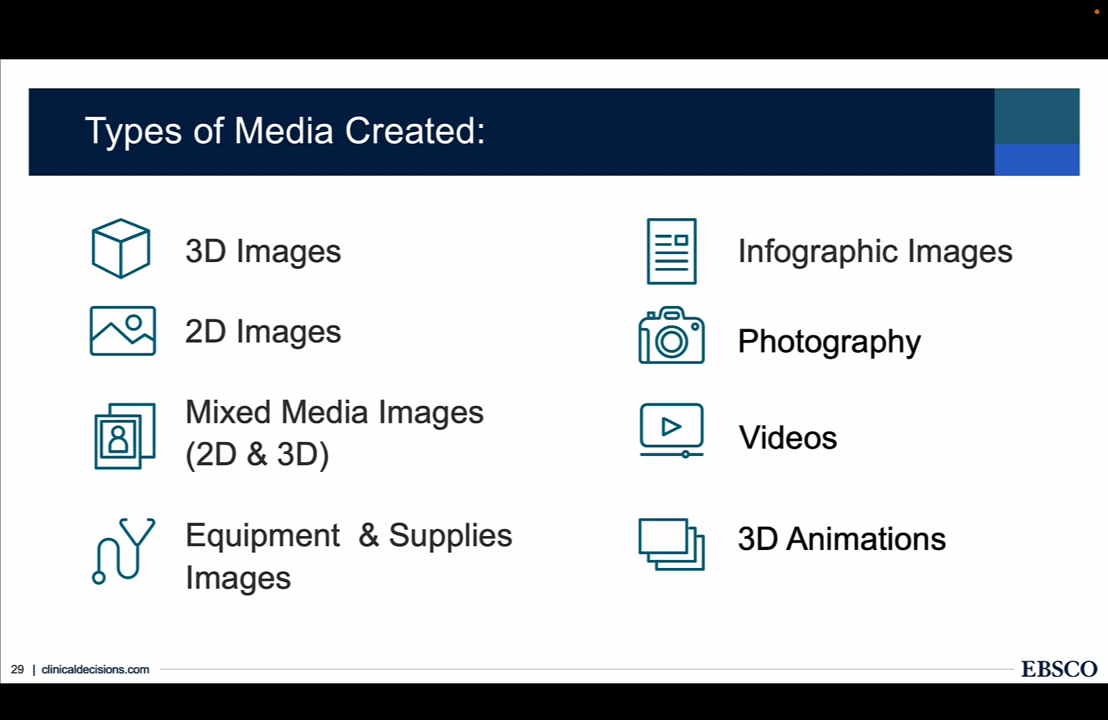 Types of Media Created:
3D Images
2D Images
Mixed Media Images
(2D & 3D)
Equipment & Supplies
Images
Infographic Images
Photography
Videos
3D Animations
29 | clinicaldecisions.com
EBSCO